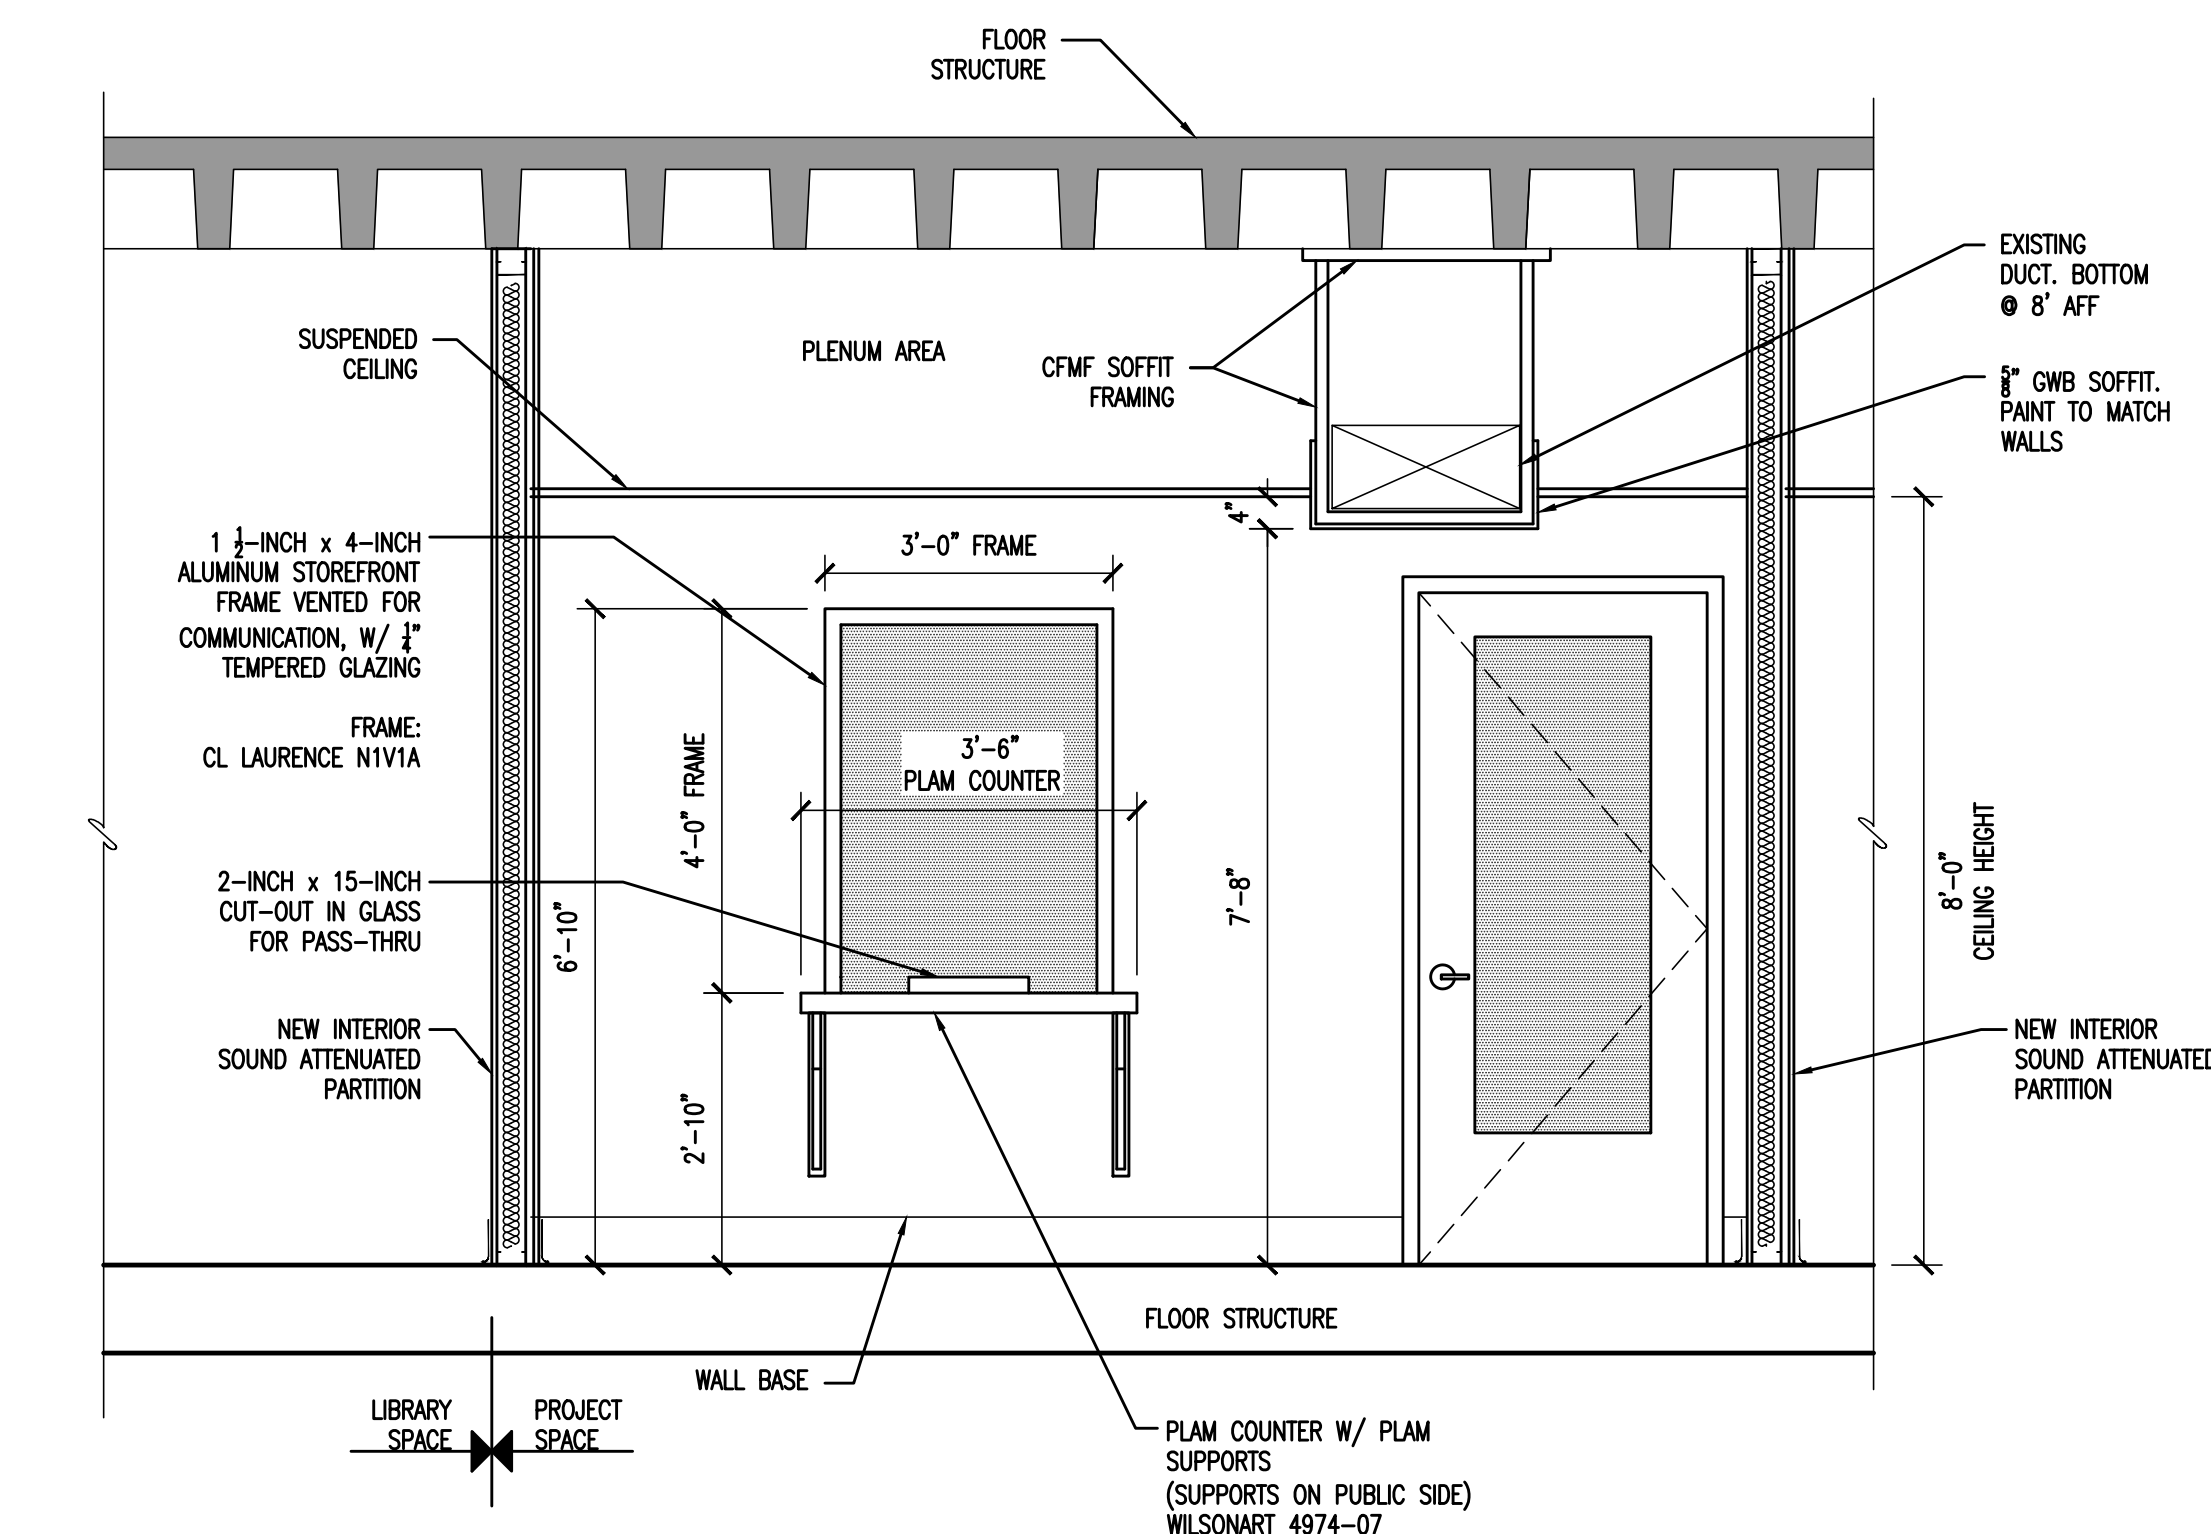 FLOOR
STRUCTURE
EXISTING
DUCT. BOTTOM
@ 8' AFF
SUSPENDED
CEILING
PLENUM AREA
CFMF SOFFIT
FRAMING
5/8" GWB SOFFIT.
PAINT TO MATCH
WALLS
4"
1 1/2-INCH x 4-INCH
ALUMINUM STOREFRONT
FRAME VENTED FOR
COMMUNICATION, W/ 1/4"
TEMPERED GLAZING
FRAME:
CL LAURENCE N1V1A
3'-0" FRAME
4'-0" FRAME
3'-6"
PLAM COUNTER
6'-10"
7'-8"
8'-0"
CEILING HEIGHT
2-INCH x 15-INCH
CUT-OUT IN GLASS
FOR PASS-THRU
NEW INTERIOR
SOUND ATTENUATED
PARTITION
2'-10"
NEW INTERIOR
SOUND ATTENUATED
PARTITION
FLOOR STRUCTURE
WALL BASE
LIBRARY
SPACE
PROJECT
SPACE
PLAM COUNTER W/ PLAM
SUPPORTS
(SUPPORTS ON PUBLIC SIDE)
WILSONART 4974-07